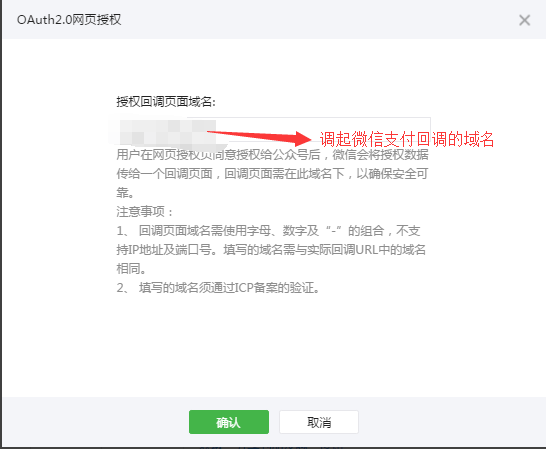 OAuth2.0网页授权
授权回调页面域名:
调起微信支付回调的域名
用户在网页授权页同意授权给公众号后，微信会将授权数据
传给一个回调页面，回调页面需在此域名下，以确保安全可
靠。
注意事项：
1、 回调页面域名需使用字母、数字及“-”的组合，不支
持IP地址及端口号。填写的域名需与实际回调URL中的域名
相同。
2、 填写的域名须通过ICP备案的验证。
确认
取消